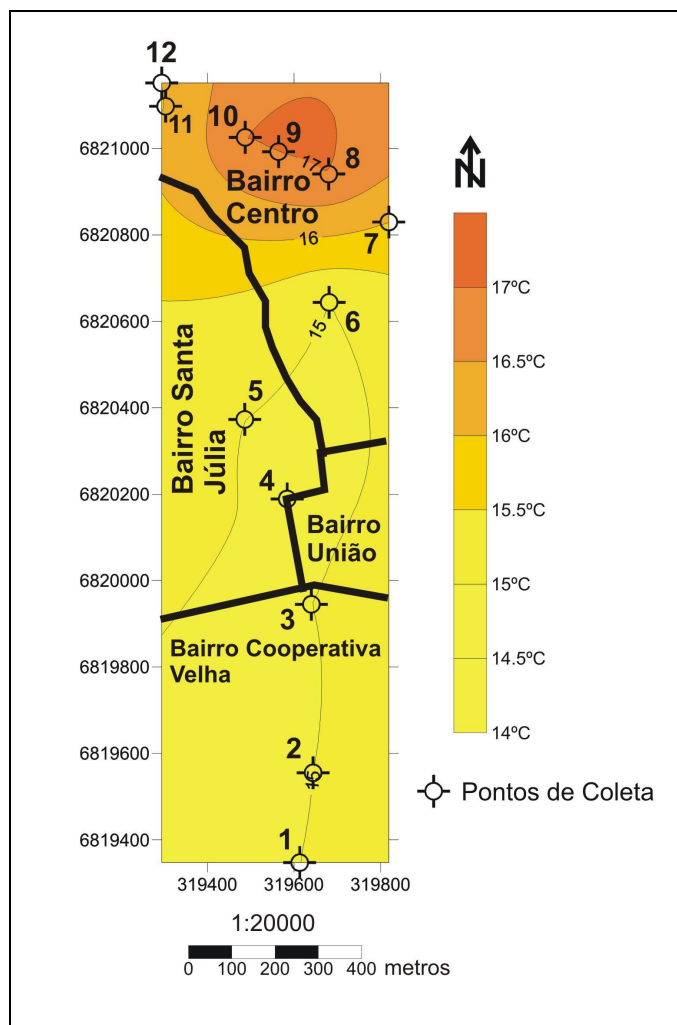 12
11
10
9
8
17
6821000
Bairro
Centro
16
7
6820800
6820600
6
15
Bairro Santa
Júlia
5
6820400
4
6820200
Bairro
União
6820000
3
Bairro Cooperativa
Velha
6819800
6819600
2
15
1
6819400
319400
319600
319800
N
17ºC
16.5ºC
16ºC
15.5ºC
15ºC
14.5ºC
14ºC
Pontos de Coleta
1:20000
0 100 200 300 400 metros